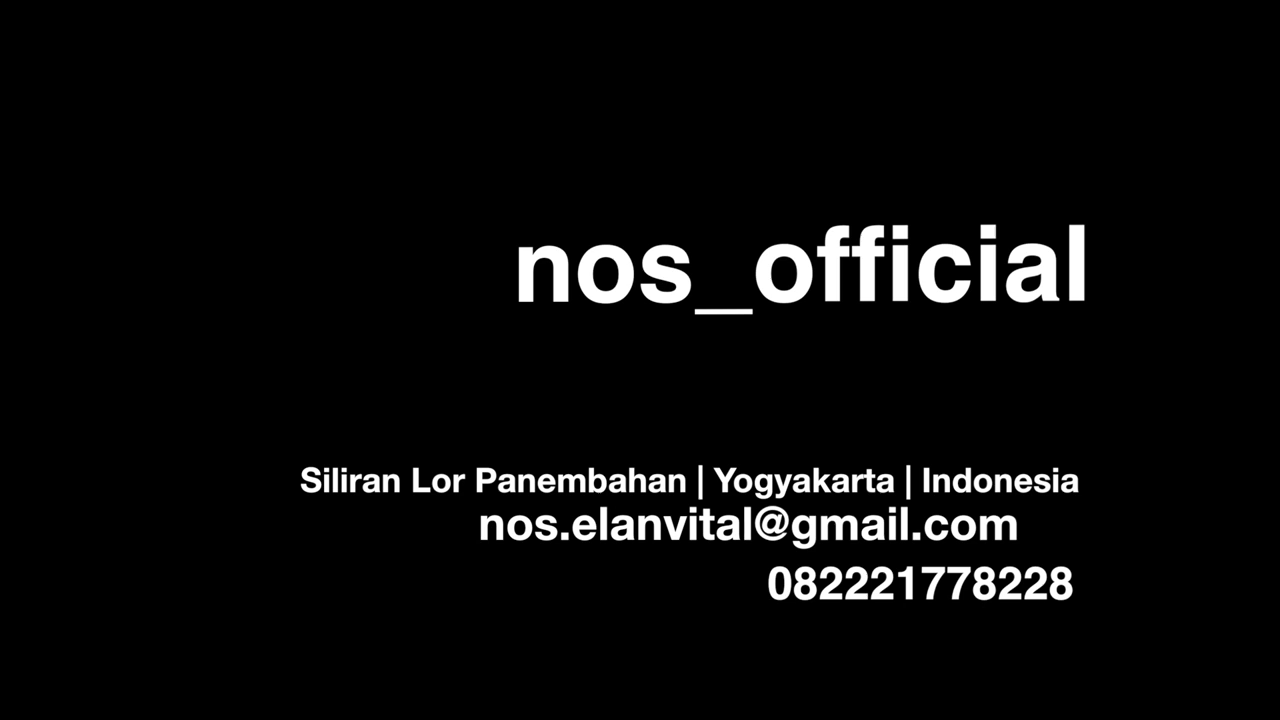 nos_official
Siliran Lor Panembahan | Yogyakarta | Indonesia
nos.elanvital@gmail.com
082221778228